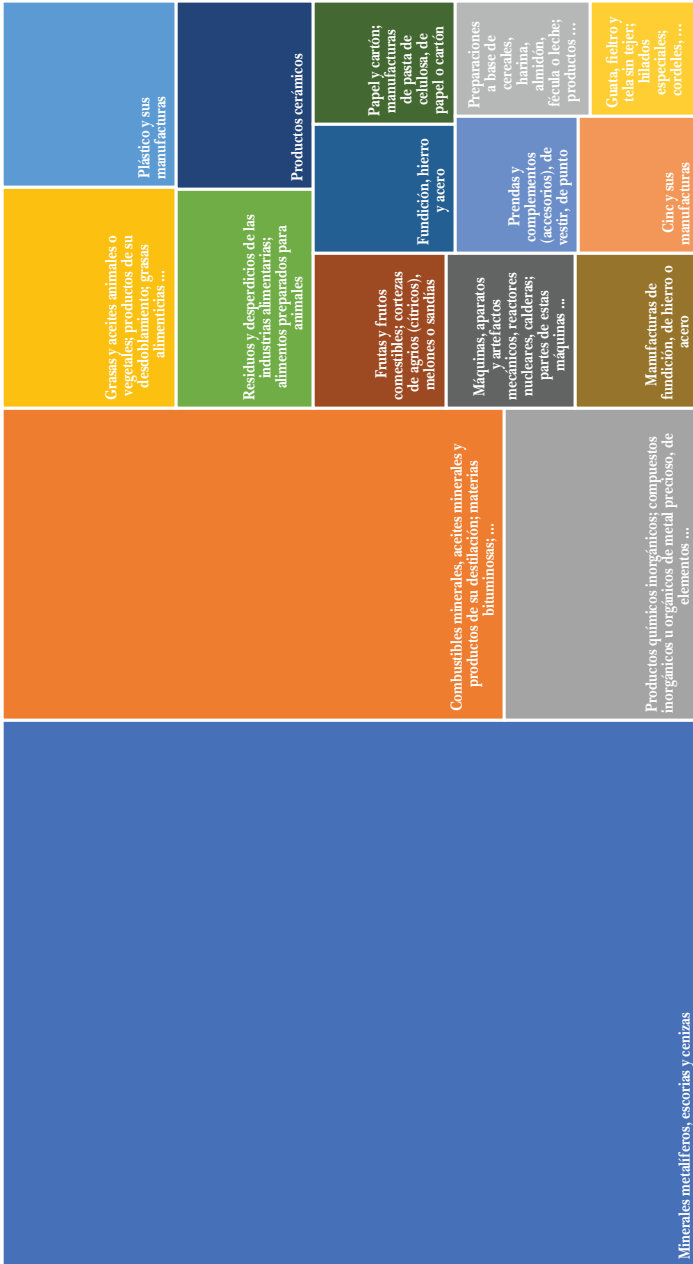 Minerales metalíferos, escorias y cenizas
Combustibles minerales, aceites minerales y
productos de su destilación; materias
bituminosas; ...
Productos químicos inorgánicos; compuestos
inorgánicos u orgánicos de metal precioso, de
elementos ...
Grasas y aceites animales o
vegetales; productos de su
desdoblamiento; grasas
alimenticias ...
Plástico y sus
manufacturas
Residuos y desperdicios de las
industrias alimentarias;
alimentos preparados para
animales
Productos cerámicos
Frutas y frutos
comestibles; cortezas
de agrios (cítricos),
melones o sandías
Fundición, hierro
y acero
Papel y cartón;
manufacturas
de pasta de
celulosa, de
papel o cartón
Máquinas, aparatos
y artefactos
mecánicos, reactores
nucleares, calderas;
partes de estas
máquinas ...
Prendas y
complementos
(accesorios), de
vestir, de punto
Preparaciones
a base de
cereales,
harina,
almidón,
fécula o leche;
productos ...
Manufacturas de
fundición, de hierro o
acero
Cinc y sus
manufacturas
Guata, fieltro y
tela sin tejer;
hilados
especiales;
cordeles, ...